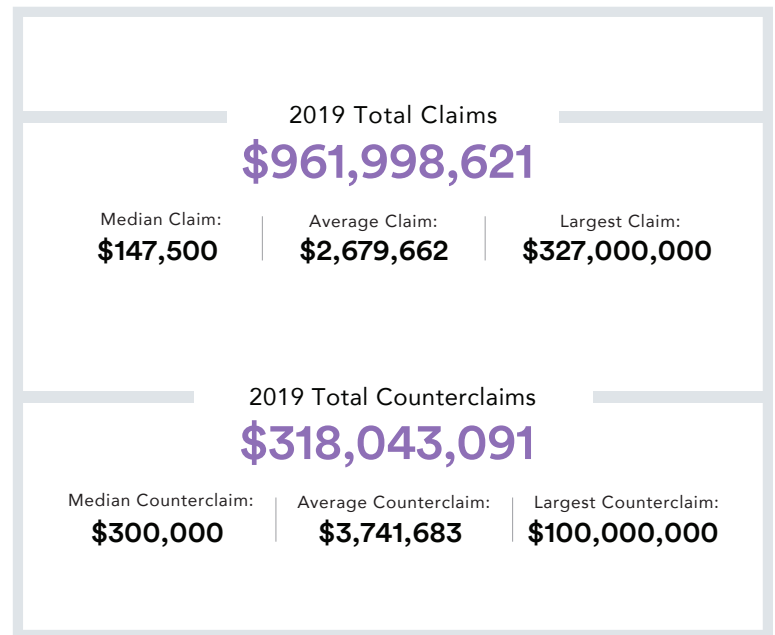 2019 Total Claims
$961,998,621
Median Claim: Average Claim: Largest Claim:
$147,500 $2,679,662 $327,000,000
2019 Total Counterclaims
$318,043,091
Median Counterclaim: Average Counterclaim: Largest Counterclaim:
$300,000 $3,741,683 $100,000,000